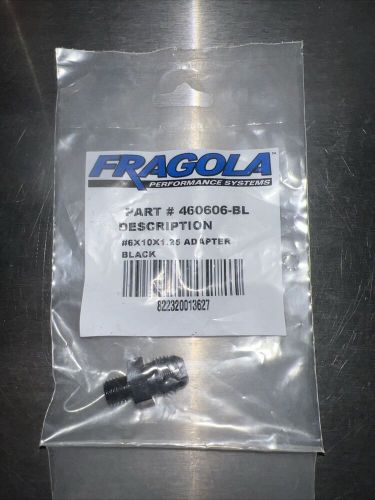 FRAGOLA
PERFORMANCE SYSTEMS
PART # 460606-BL
DESCRIPTION
#6X10X1.25 ADAPTER
BLACK
822320013627